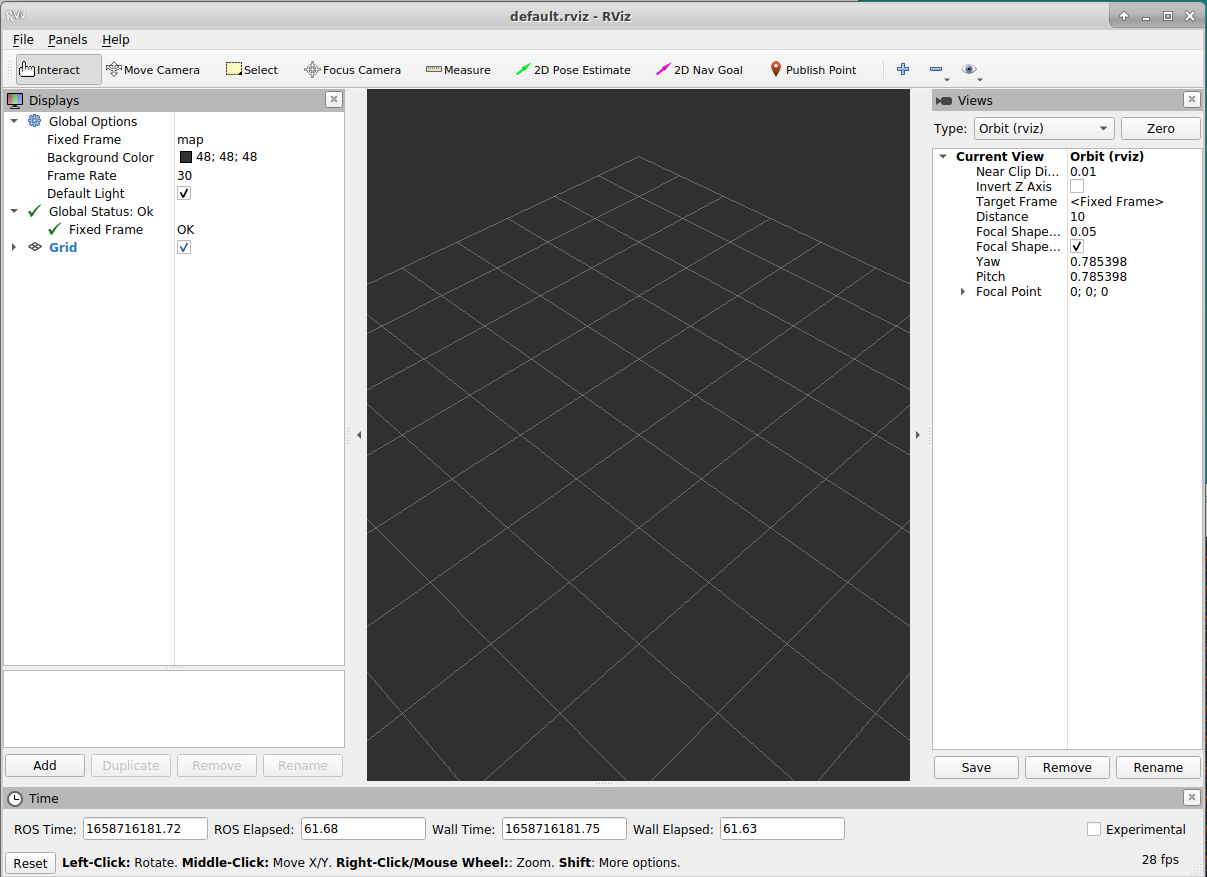 RViz default.rviz - RViz
File Panels Help
Interact Move Camera Select Focus Camera Measure 2D Pose Estimate 2D Nav Goal Publish Point
Displays
Global Options
Fixed Frame map
Background Color 48; 48; 48
Frame Rate 30
Default Light
Global Status: Ok
Fixed Frame OK
Grid
Add Duplicate Remove Rename
Views
Type: Orbit (rviz) Zero
Current View Orbit (rviz)
Near Clip Di... 0.01
Invert Z Axis
Target Frame <Fixed Frame>
Distance 10
Focal Shape... 0.05
Focal Shape...
Yaw 0.785398
Pitch 0.785398
Focal Point 0; 0; 0
Save Remove Rename
Time
ROS Time: 1658716181.72 ROS Elapsed: 61.68 Wall Time: 1658716181.75 Wall Elapsed: 61.63 Experimental
Reset Left-Click: Rotate. Middle-Click: Move X/Y. Right-Click/Mouse Wheel:: Zoom. Shift: More options. 28 fps